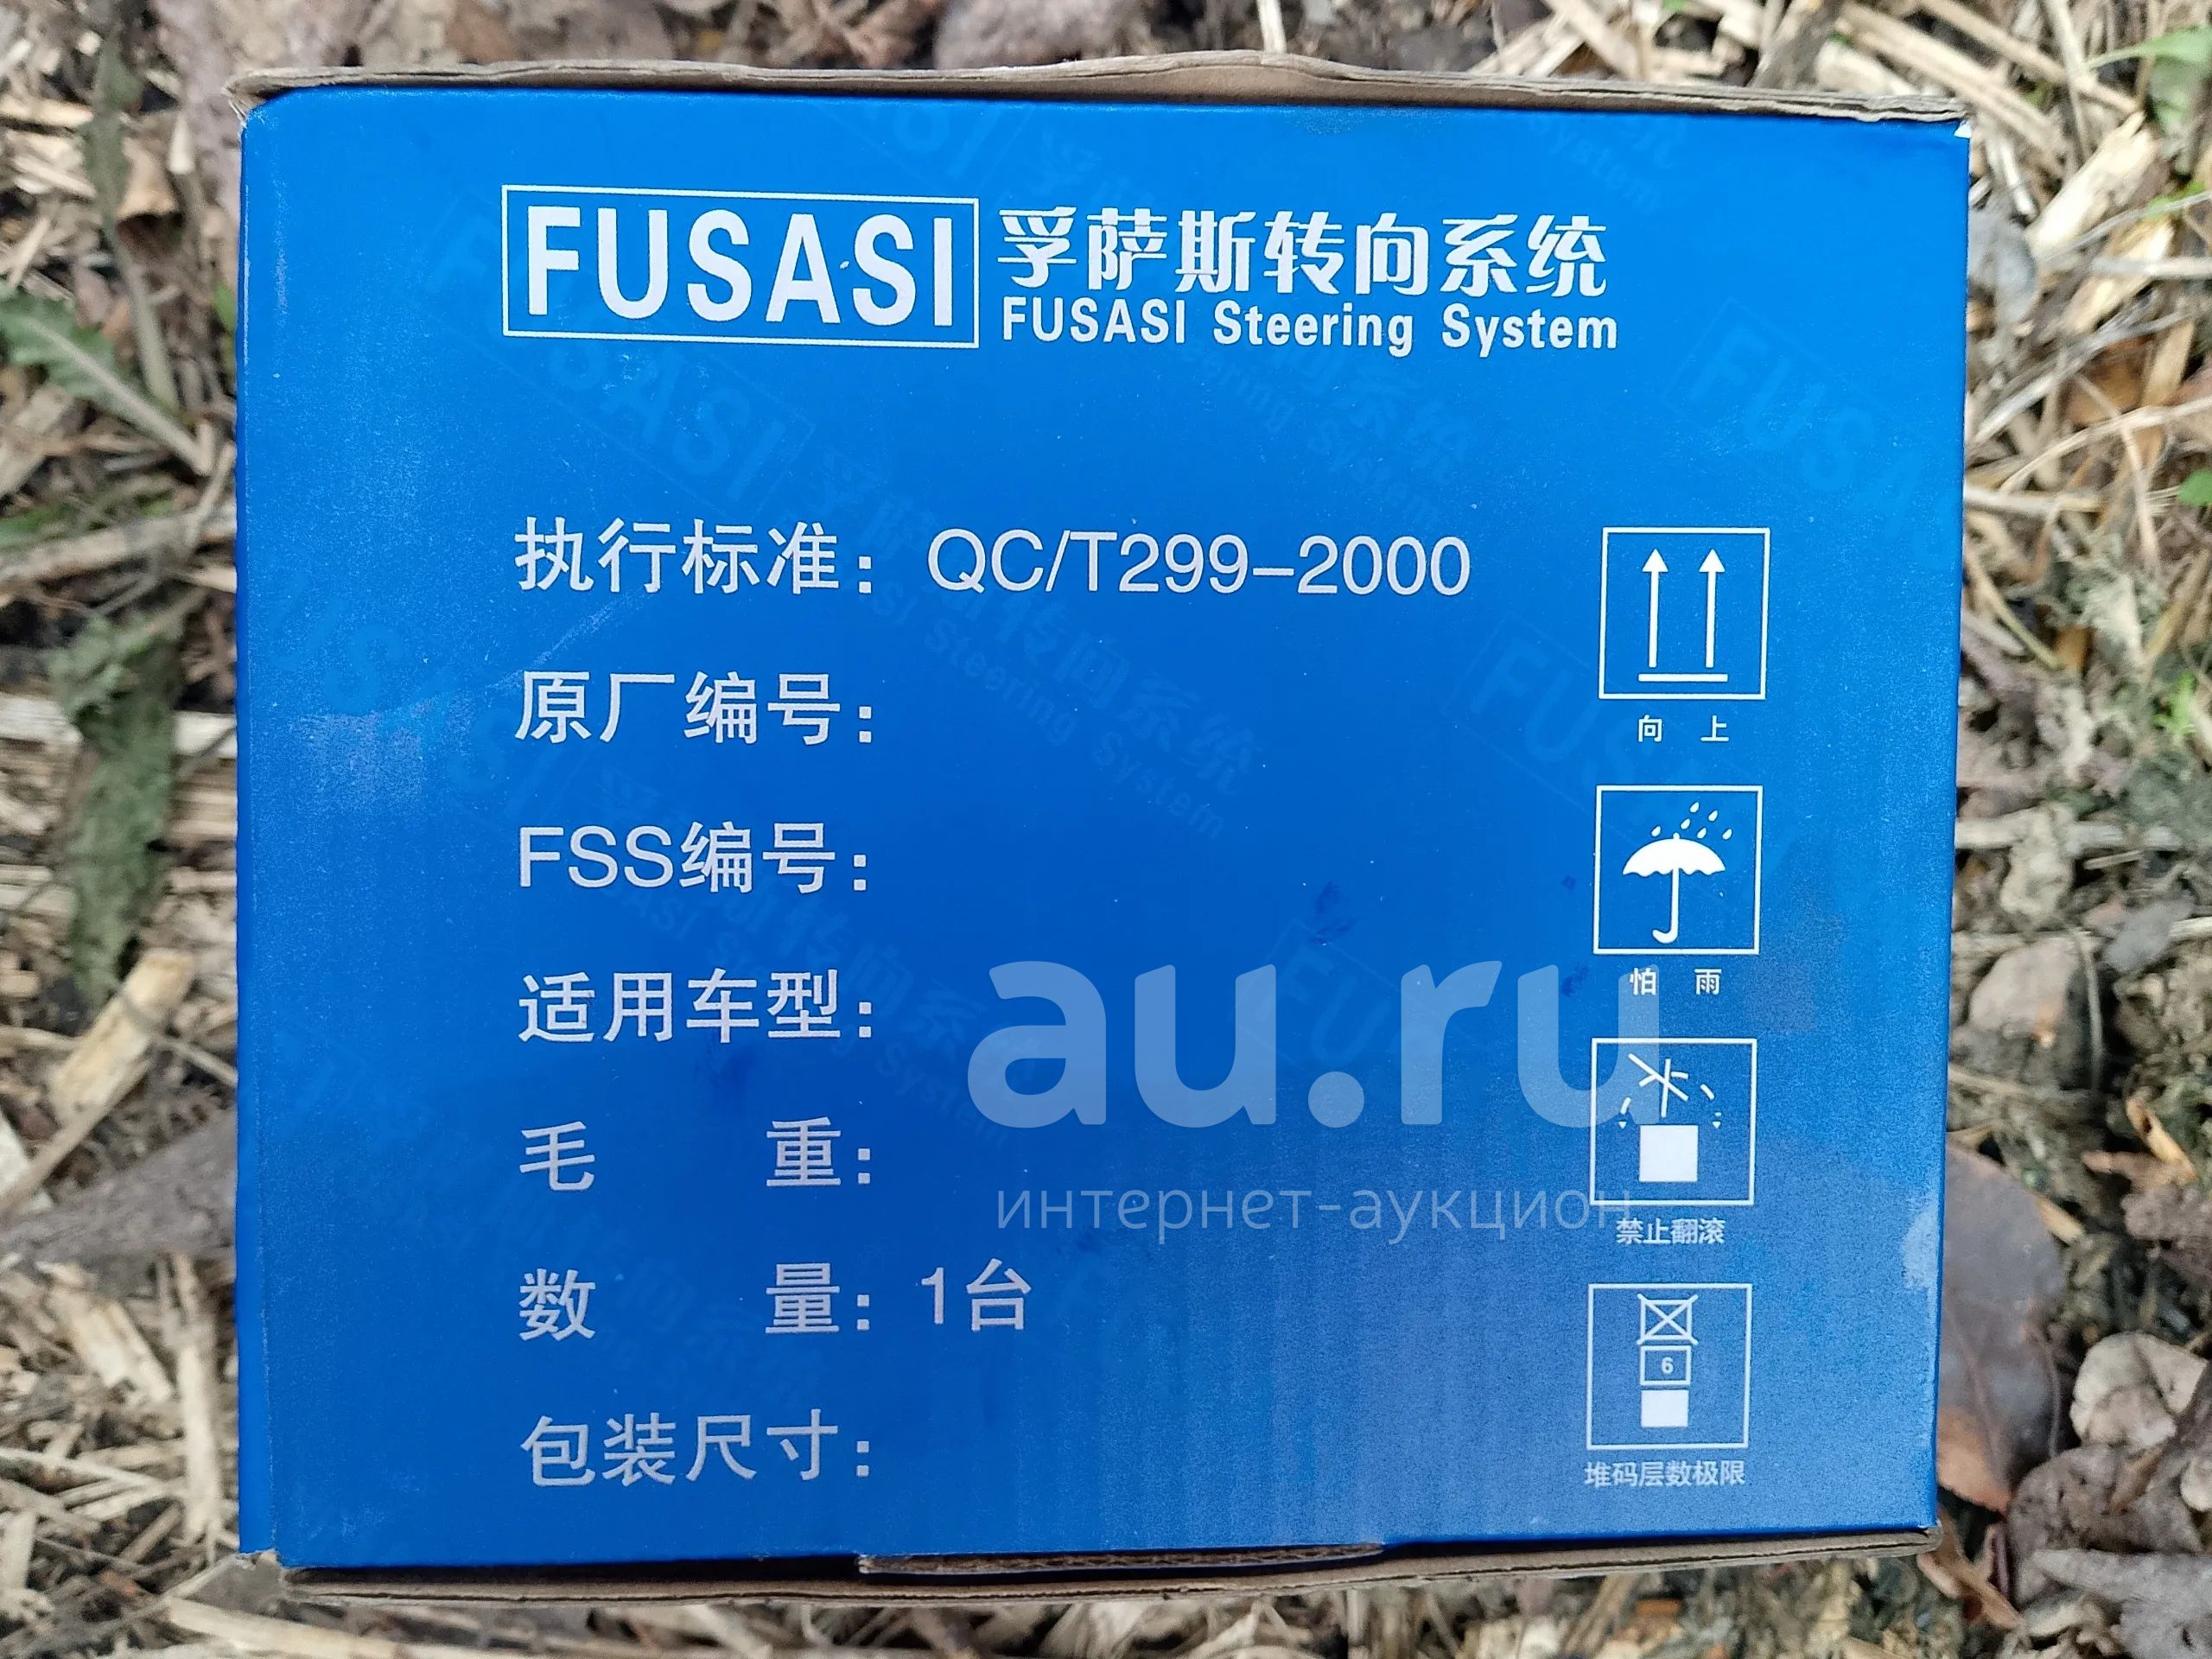 FUSASI
孚萨斯转向系统
FUSASI Steering System
执行标准：QC/T299-2000
原厂编号：
FSS编号：
适用车型：
毛 重：
数 量：1台
包装尺寸：
向 上
怕 雨
禁止翻滚
6
堆码层数极限
au.ru
интернет-аукцион